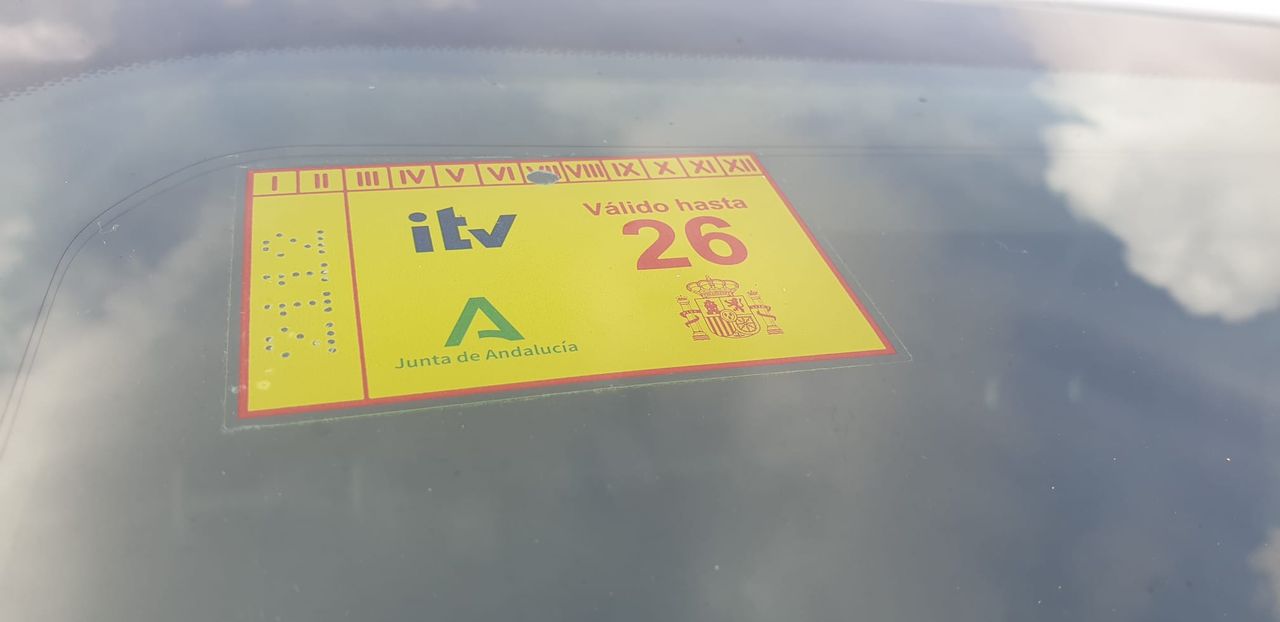 I II III IV V VI VII VIII IX X XI XII
itv
Válido hasta
26
Junta de Andalucía